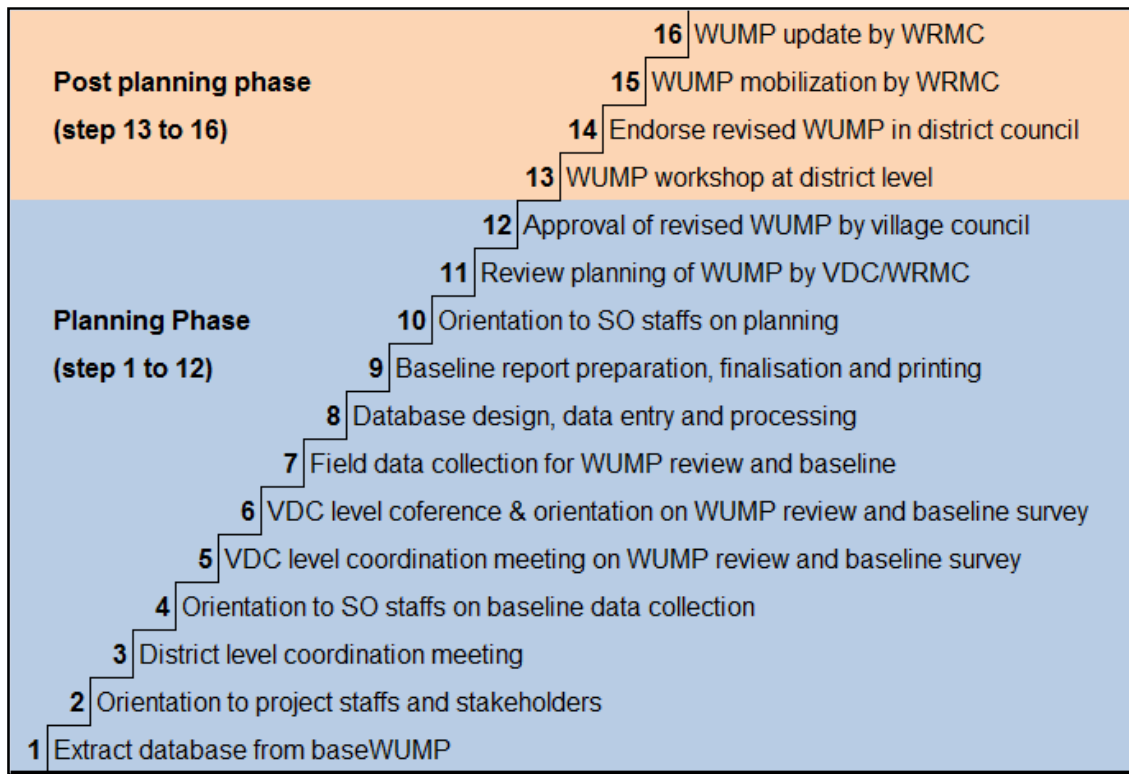 16 WUMP update by WRMC
Post planning phase 15 WUMP mobilization by WRMC
(step 13 to 16) 14 Endorse revised WUMP in district council
13 WUMP workshop at district level
12 Approval of revised WUMP by village council
11 Review planning of WUMP by VDC/WRMC
Planning Phase 10 Orientation to SO staffs on planning
(step 1 to 12) 9 Baseline report preparation, finalisation and printing
8 Database design, data entry and processing
7 Field data collection for WUMP review and baseline
6 VDC level coference & orientation on WUMP review and baseline survey
5 VDC level coordination meeting on WUMP review and baseline survey
4 Orientation to SO staffs on baseline data collection
3 District level coordination meeting
2 Orientation to project staffs and stakeholders
1 Extract database from baseWUMP